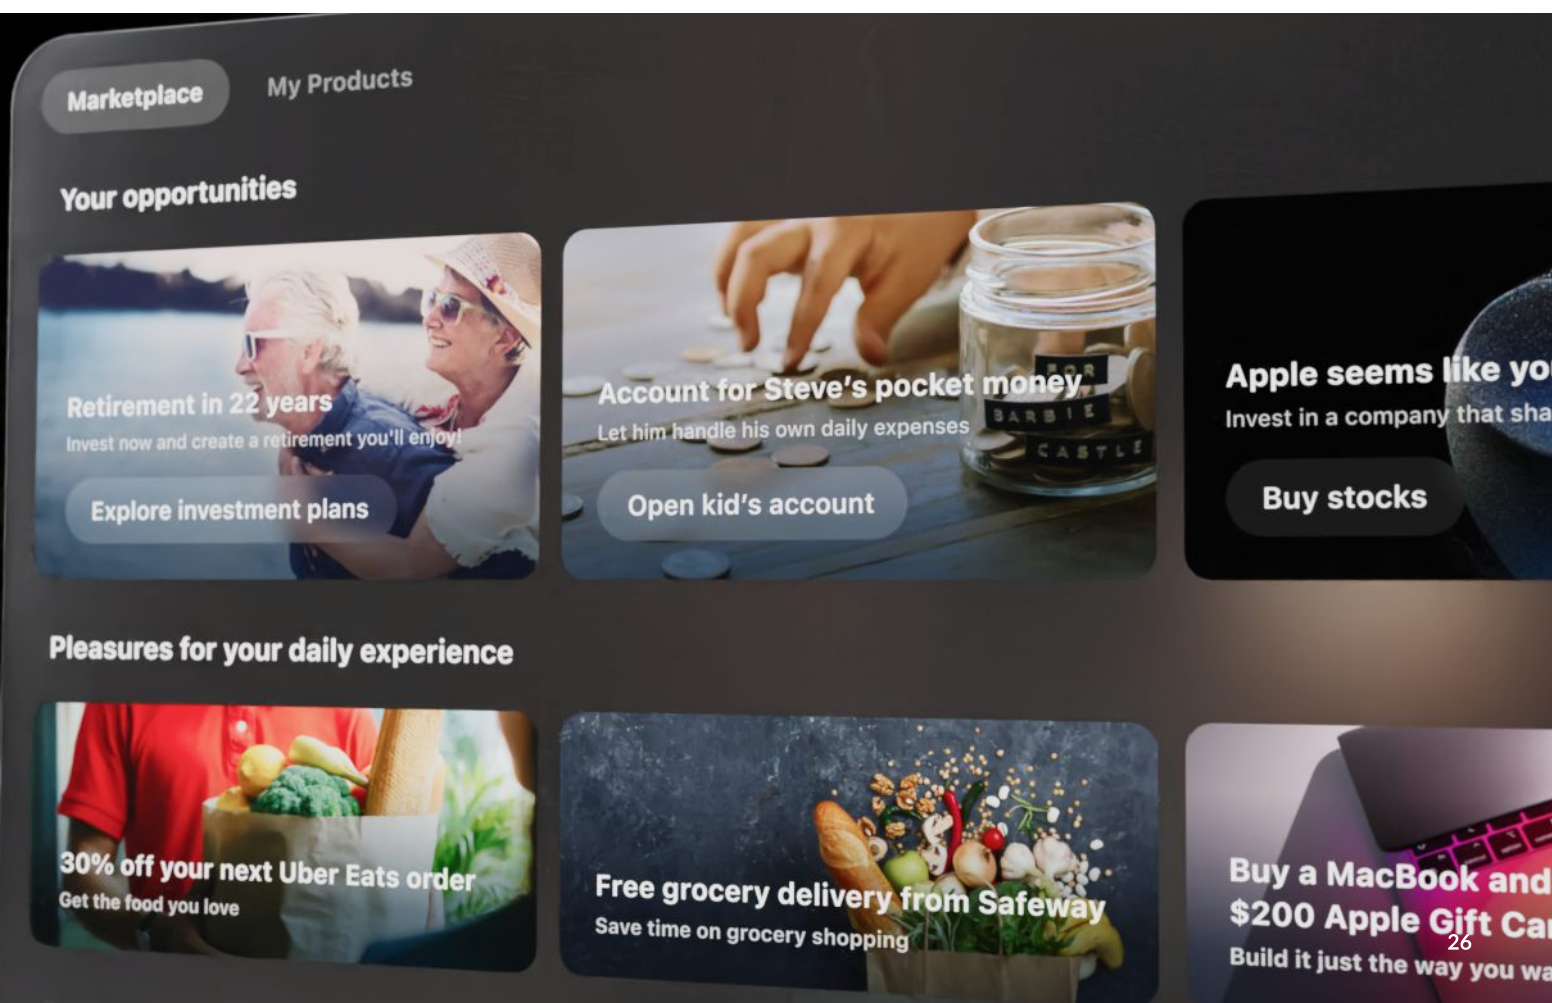 Marketplace
My Products
Your opportunities
Retirement in 22 years
Invest now and create a retirement you'll enjoy!
Explore investment plans
Account for Steve's pocket money
Let him handle his own daily expenses
Open kid's account
FOR
BARBIE
CASTLE
Apple seems like yo
Invest in a company that sha
Buy stocks
Pleasures for your daily experience
30% off your next Uber Eats order
Get the food you love
Free grocery delivery from Safeway
Save time on grocery shopping
Buy a MacBook and
$200 Apple Gift Car
Build it just the way you wa
26